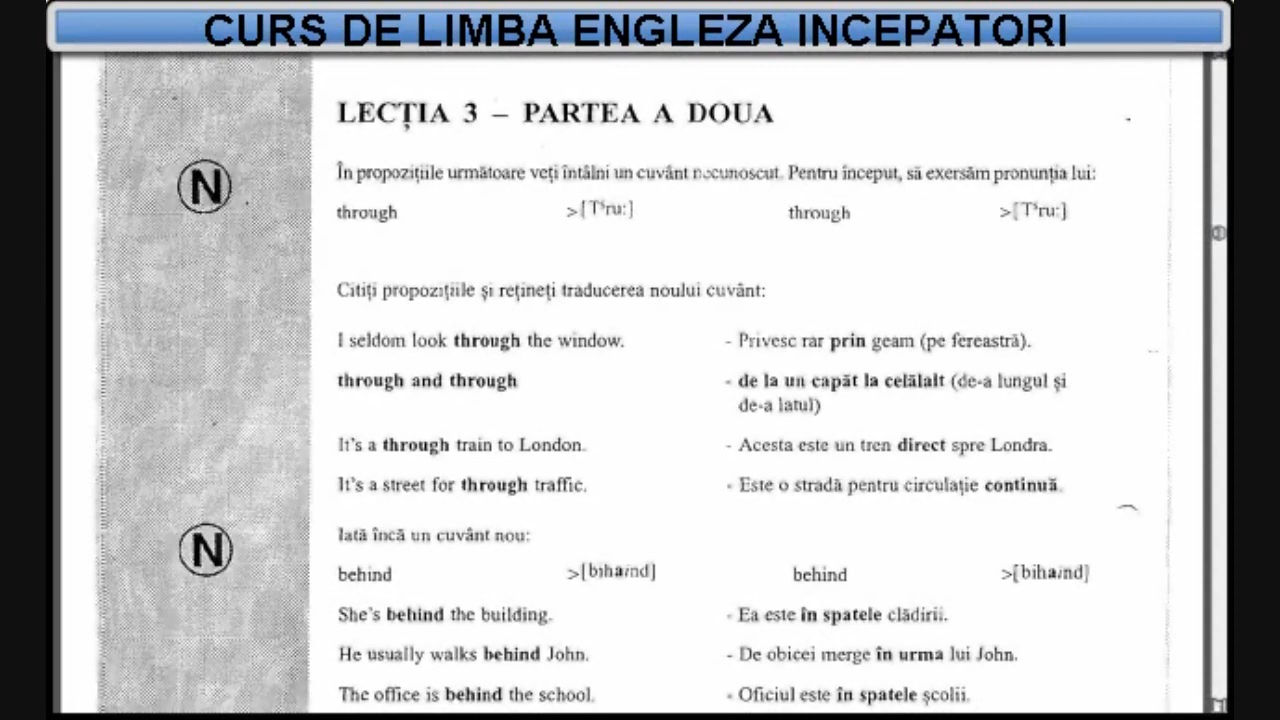 CURS DE LIMBA ENGLEZA INCEPATORI
LECȚIA 3 – PARTEA A DOUA
N
În propozițiile următoare veți întâlni un cuvânt necunoscut. Pentru început, să exersăm pronunția lui:
through >[Tˢru:] through >[Tˢru:]
Citiți propozițiile și rețineți traducerea noului cuvânt:
I seldom look through the window. - Privesc rar prin geam (pe fereastră).
through and through - de la un capăt la celălalt (de-a lungul și
de-a latul)
It's a through train to London. - Acesta este un tren direct spre Londra.
It's a street for through traffic. - Este o stradă pentru circulație continuă.
N
Iată încă un cuvânt nou:
behind >[bihaind] behind >[bihaind]
She's behind the building. - Ea este în spatele clădirii.
He usually walks behind John. - De obicei merge în urma lui John.
The office is behind the school. - Oficiul este în spatele școlii.